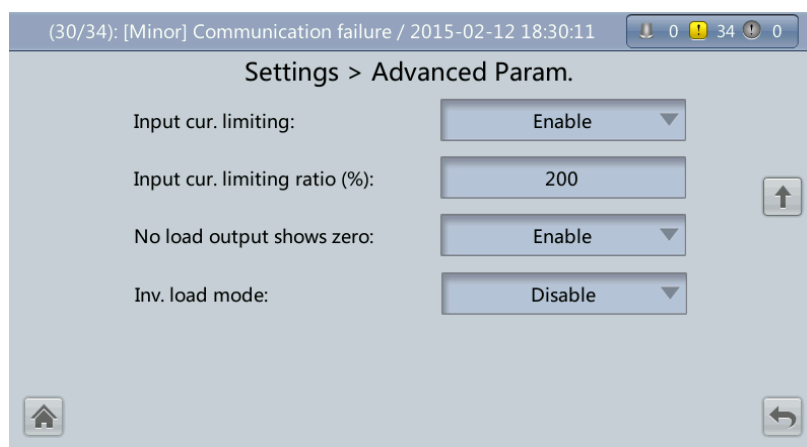 (30/34): [Minor] Communication failure / 2015-02-12 18:30:11 0 34 0
Settings > Advanced Param.
Input cur. limiting: Enable
Input cur. limiting ratio (%): 200
No load output shows zero: Enable
Inv. load mode: Disable